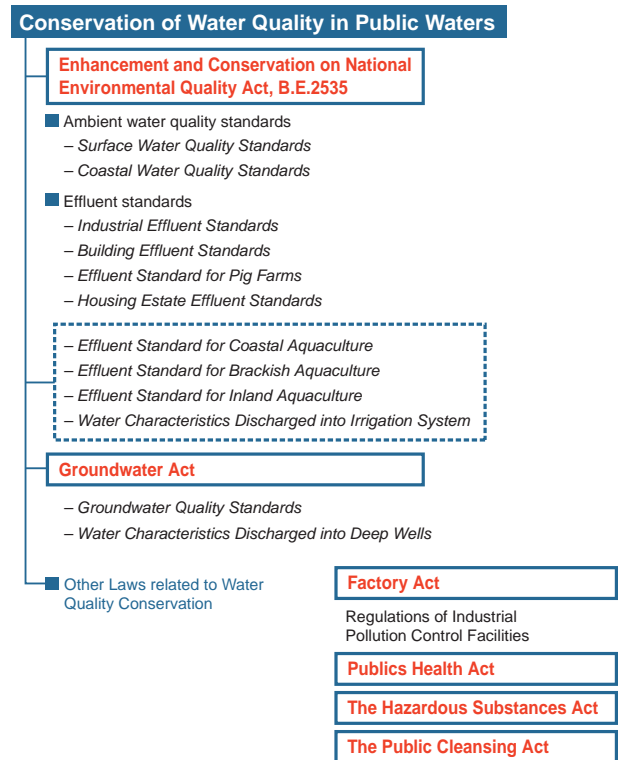 Conservation of Water Quality in Public Waters
Enhancement and Conservation on National
Environmental Quality Act, B.E.2535
Ambient water quality standards
– Surface Water Quality Standards
– Coastal Water Quality Standards
Effluent standards
– Industrial Effluent Standards
– Building Effluent Standards
– Effluent Standard for Pig Farms
– Housing Estate Effluent Standards
– Effluent Standard for Coastal Aquaculture
– Effluent Standard for Brackish Aquaculture
– Effluent Standard for Inland Aquaculture
– Water Characteristics Discharged into Irrigation System
Groundwater Act
– Groundwater Quality Standards
– Water Characteristics Discharged into Deep Wells
Other Laws related to Water
Quality Conservation
Factory Act
Regulations of Industrial
Pollution Control Facilities
Publics Health Act
The Hazardous Substances Act
The Public Cleansing Act